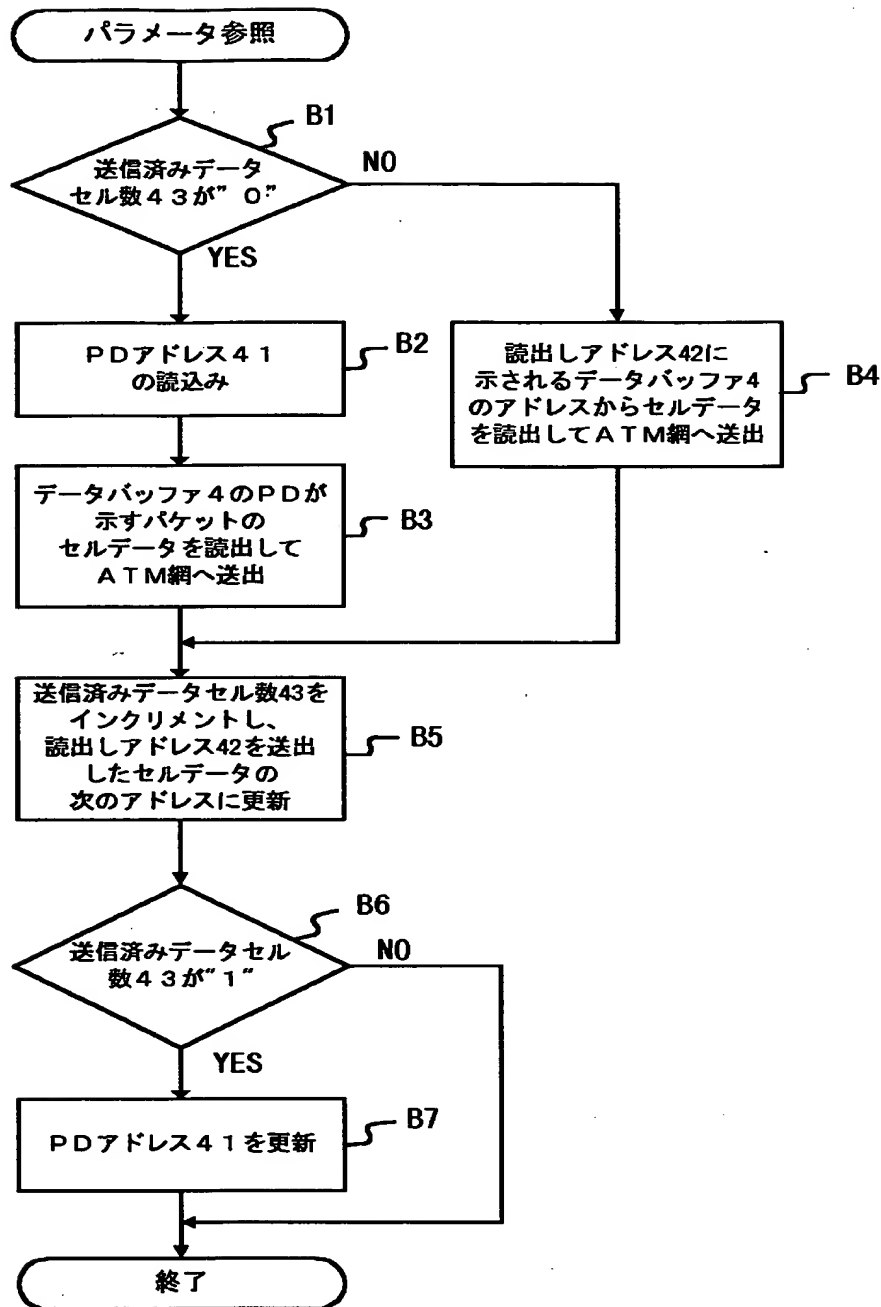 パラメータ参照
B1
送信済みデータ
セル数43が"0"
NO
YES
PDアドレス41
の読込み
B2
読出しアドレス42に
示されるデータバッファ4
のアドレスからセルデータ
を読出してATM網へ送出
B4
データバッファ4のPDが
示すパケットの
セルデータを読出して
ATM網へ送出
B3
送信済みデータセル数43を
インクリメントし、
読出しアドレス42を送出
したセルデータの
次のアドレスに更新
B5
B6
送信済みデータセル
数43が"1"
NO
YES
PDアドレス41を更新
B7
終了